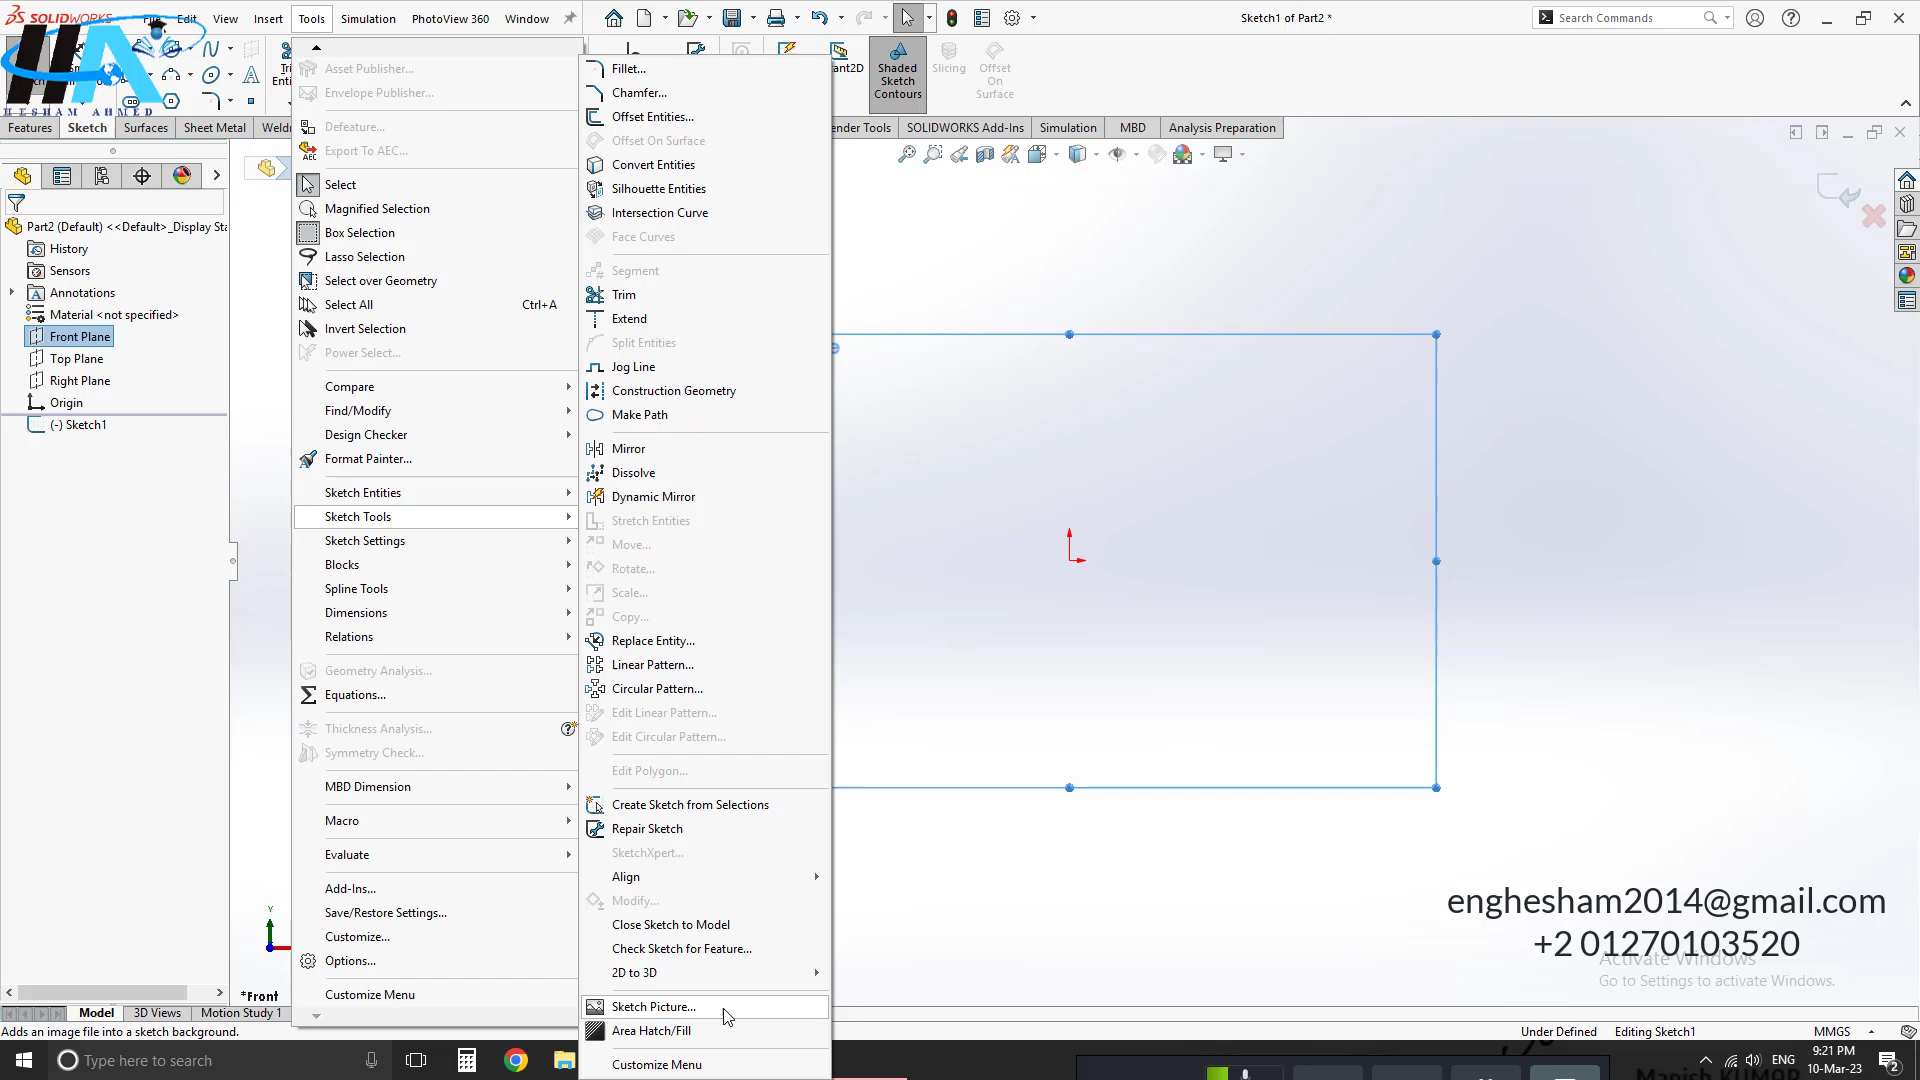 SOLIDWORKS File Edit View Insert Tools Simulation PhotoView 360 Window
Sketch1 of Part2 *
Search Commands
HESHAM AHMED
Shaded Sketch Contours
Slicing
Offset On Surface
Features Sketch Surfaces Sheet Metal
SOLIDWORKS Add-Ins Simulation MBD Analysis Preparation
Part2 (Default) <<Default>_Display Sta
History
Sensors
Annotations
Material <not specified>
Front Plane
Top Plane
Right Plane
Origin
(-) Sketch1
Asset Publisher...
Envelope Publisher...
Defeature...
Export To AEC...
Select
Magnified Selection
Box Selection
Lasso Selection
Select over Geometry
Select All Ctrl+A
Invert Selection
Power Select...
Compare
Find/Modify
Design Checker
Format Painter...
Sketch Entities
Sketch Tools
Sketch Settings
Blocks
Spline Tools
Dimensions
Relations
Geometry Analysis...
Equations...
Thickness Analysis...
Symmetry Check...
MBD Dimension
Macro
Evaluate
Add-Ins...
Save/Restore Settings...
Customize...
Options...
Customize Menu
Fillet...
Chamfer...
Offset Entities...
Offset On Surface
Convert Entities
Silhouette Entities
Intersection Curve
Face Curves
Segment
Trim
Extend
Split Entities
Jog Line
Construction Geometry
Make Path
Mirror
Dissolve
Dynamic Mirror
Stretch Entities
Move...
Rotate...
Scale...
Copy...
Replace Entity...
Linear Pattern...
Circular Pattern...
Edit Linear Pattern...
Edit Circular Pattern...
Edit Polygon...
Create Sketch from Selections
Repair Sketch
SketchXpert...
Align
Modify...
Close Sketch to Model
Check Sketch for Feature...
2D to 3D
Sketch Picture...
Area Hatch/Fill
Customize Menu
enghesham2014@gmail.com
+2 01270103520
Activate Windows
Go to Settings to activate Windows.
Y
*Front
Model 3D Views Motion Study 1
Adds an image file into a sketch background.
Under Defined Editing Sketch1 MMGS
Type here to search
ENG
9:21 PM
10-Mar-23
2